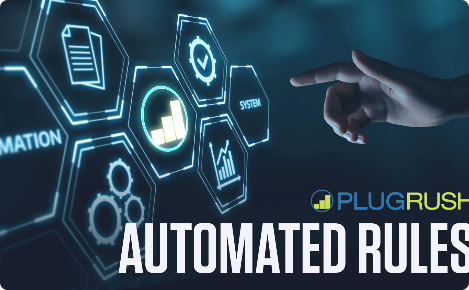 SYSTEM
MATION
PLUGRUSH
AUTOMATED RULES